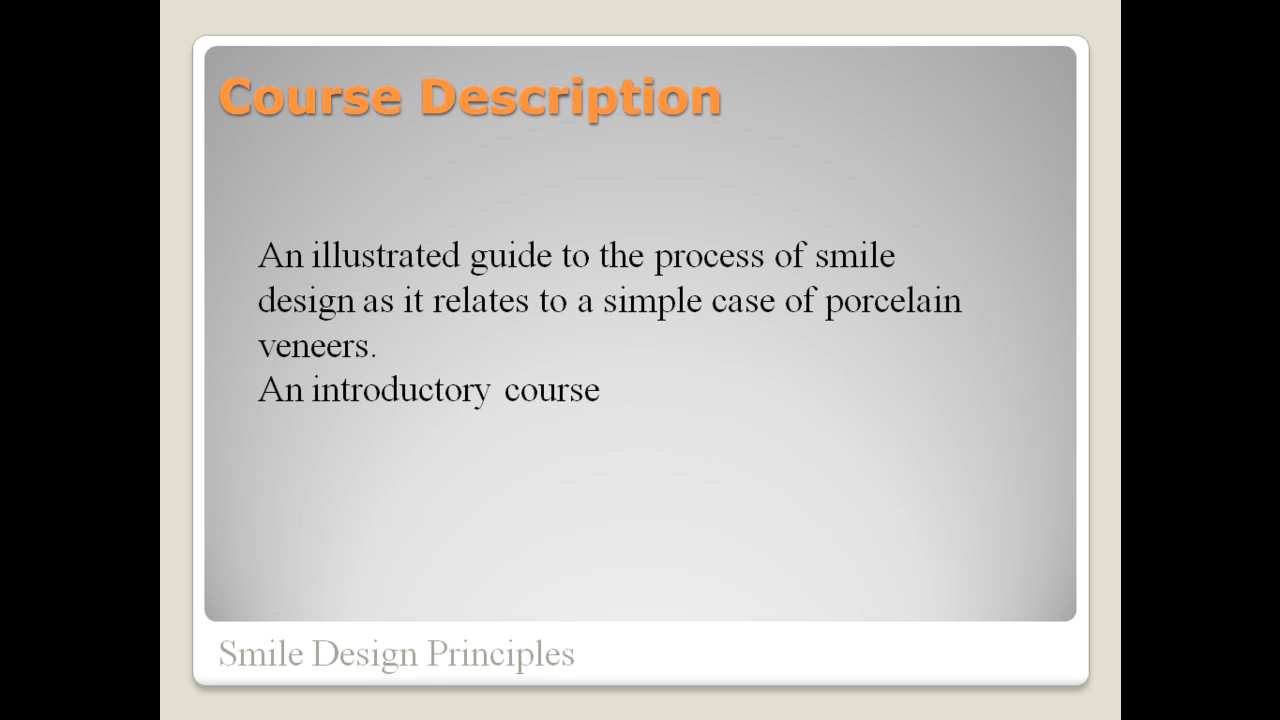 Course Description
An illustrated guide to the process of smile
design as it relates to a simple case of porcelain
veneers.
An introductory course
Smile Design Principles